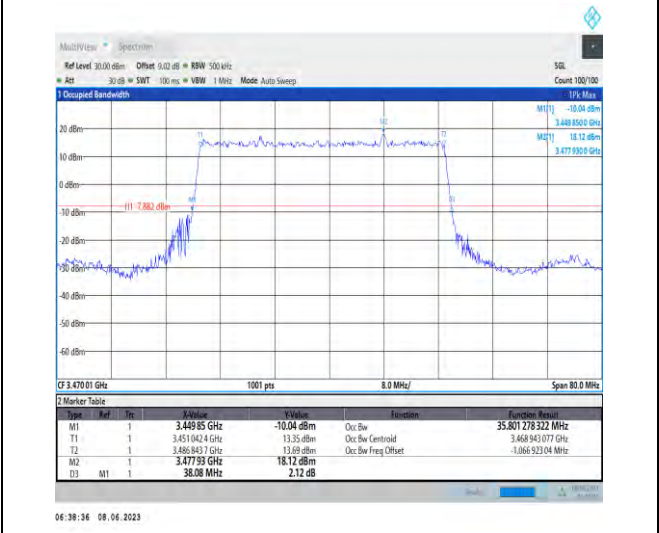 MultiView Spectrum
Ref Level 30.00 dBm Offset 9.02 dB RBW 500 kHz SGL
Att 30 dB SWT 100 ms VBW 1 MHz Mode Auto Sweep Count 100/100
1 Occupied Bandwidth 1Pk Max
M1[1] -10.04 dBm
3.449 850 0 GHz
M2[1] 18.12 dBm
3.477 930 0 GHz
20 dBm
M2
T1 T2
10 dBm
0 dBm
M1 D3
H1 -7.882 dBm
-10 dBm
-20 dBm
-30 dBm
-40 dBm
-50 dBm
-60 dBm
CF 3.470 01 GHz 1001 pts 8.0 MHz/ Span 80.0 MHz
2 Marker Table
Type Ref Trc X-Value Y-Value Function Function Result
M1 1 3.449 85 GHz -10.04 dBm Occ Bw 35.801 278 322 MHz
T1 1 3.451 042 4 GHz 13.35 dBm Occ Bw Centroid 3.468 943 077 GHz
T2 1 3.486 843 7 GHz 13.69 dBm Occ Bw Freq Offset -1.066 923 04 MHz
M2 1 3.477 93 GHz 18.12 dBm
D3 M1 1 38.08 MHz 2.12 dB
06:38:36 08.06.2023